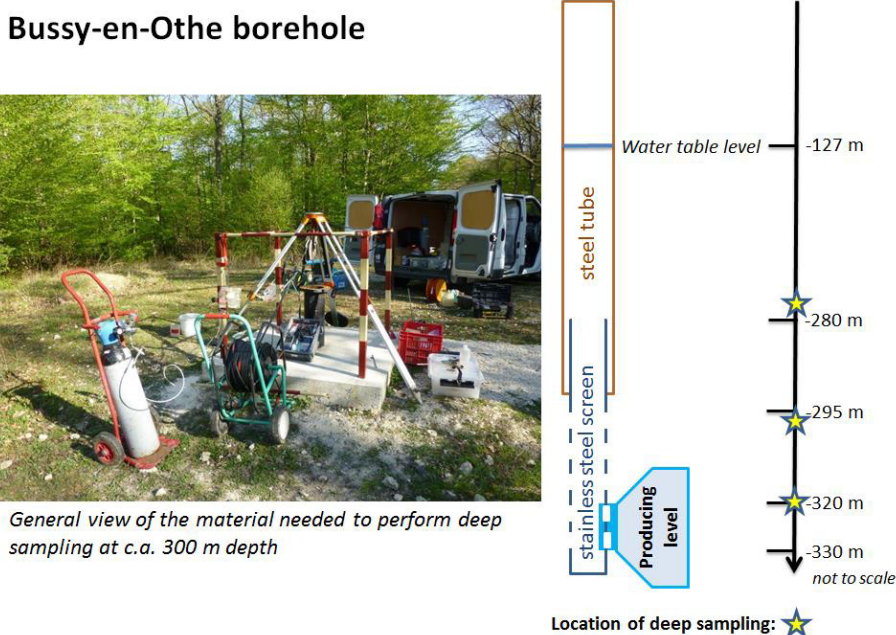 Bussy-en-Othe borehole
General view of the material needed to perform deep
sampling at c.a. 300 m depth
steel tube
stainless steel screen
Water table level
Producing
level
-127 m
-280 m
-295 m
-320 m
-330 m
not to scale
Location of deep sampling: